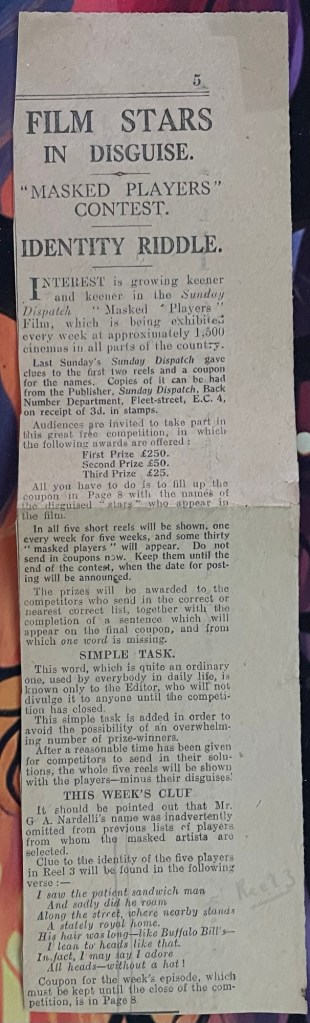 5
FILM STARS
IN DISGUISE.
"MASKED PLAYERS"
CONTEST.
IDENTITY RIDDLE.
INTEREST is growing keener
and keener in the Sunday
Dispatch "Masked Players"
Film, which is being exhibited
every week at approximately 1,500
cinemas in all parts of the country.
Last Sunday's Sunday Dispatch gave
clues to the first two reels and a coupon
for the names. Copies of it can be had
from the Publisher, Sunday Dispatch, Back
Number Department, Fleet-street, E.C. 4,
on receipt of 3d. in stamps.
Audiences are invited to take part in
this great free competition, in which
the following awards are offered:
First Prize £250.
Second Prize £50.
Third Prize £25.
All you have to do is to fill up the
coupon in Page 8 with the names of
the disguised "stars" who appear in
the film.
In all five short reels will be shown, one
every week for five weeks, and some thirty
"masked players" will appear. Do not
send in coupons now. Keep them until the
end of the contest, when the date for post-
ing will be announced.
The prizes will be awarded to the
competitors who send in the correct or
nearest correct list, together with the
completion of a sentence which will
appear on the final coupon, and from
which one word is missing.
SIMPLE TASK.
This word, which is quite an ordinary
one, used by everybody in daily life, is
known only to the Editor, who will not
divulge it to anyone until the competi-
tion has closed.
This simple task is added in order to
avoid the possibility of an overwhelm-
ing number of prize-winners.
After a reasonable time has been given
for competitors to send in their solu-
tions, the whole five reels will be shown
with the players—minus their disguises!
THIS WEEK'S CLUE
It should be pointed out that Mr.
G A. Nardelli's name was inadvertently
omitted from previous lists of players
from whom the masked artists are
selected.
Clue to the identity of the five players
in Reel 3 will be found in the following
verse:—
I saw the patient sandwich man
And sadly did he roam
Along the street, where nearby stands
A stately royal home.
His hair was long—like Buffalo Bill's—
I lean to heads like that.
In fact, I may say I adore
All heads—without a hat!
Coupon for the week's episode, which
must be kept until the close of the com-
petition, is in Page 8
Reel 3